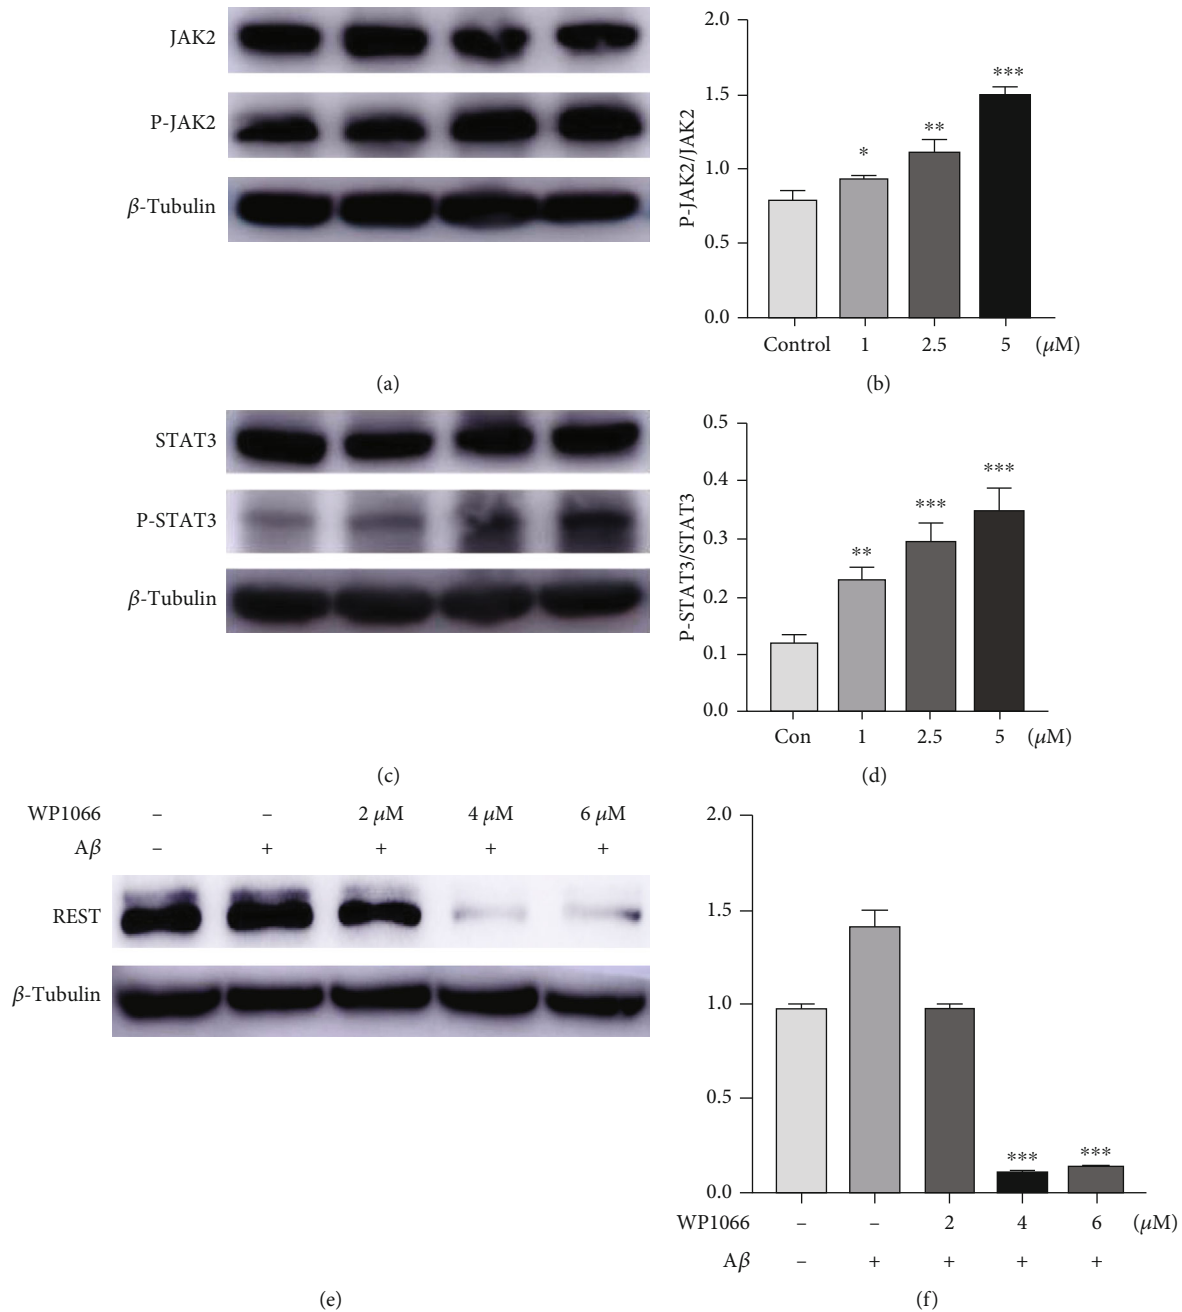 JAK2
P-JAK2
β-Tubulin
(a)
2.0
1.5
1.0
0.5
0.0
P-JAK2/JAK2
*
**
***
Control 1 2.5 5 (μM)
(b)
STAT3
P-STAT3
β-Tubulin
(c)
0.5
0.4
0.3
0.2
0.1
0.0
P-STAT3/STAT3
**
***
***
Con 1 2.5 5 (μM)
(d)
WP1066 – – 2 μM 4 μM 6 μM
Aβ – + + + +
REST
β-Tubulin
(e)
2.0
1.5
1.0
0.5
0.0
***
***
WP1066 – – 2 4 6 (μM)
Aβ – + + + +
(f)